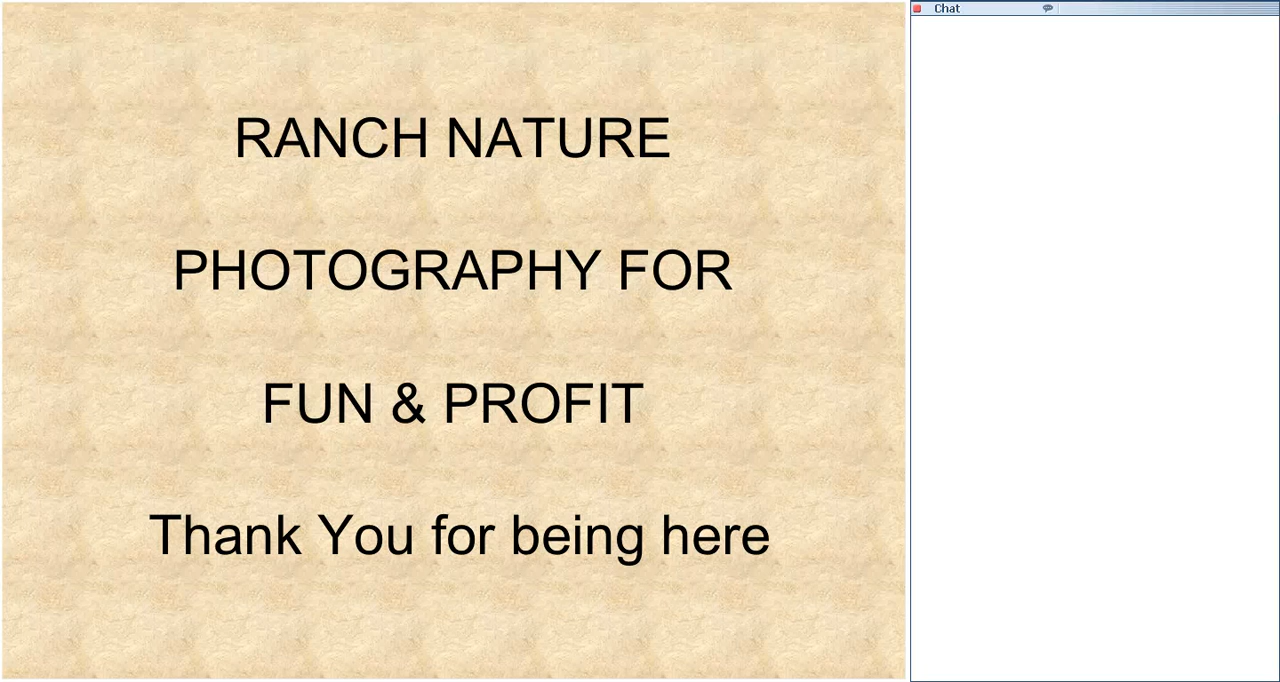 RANCH NATURE
PHOTOGRAPHY FOR
FUN & PROFIT
Thank You for being here
Chat